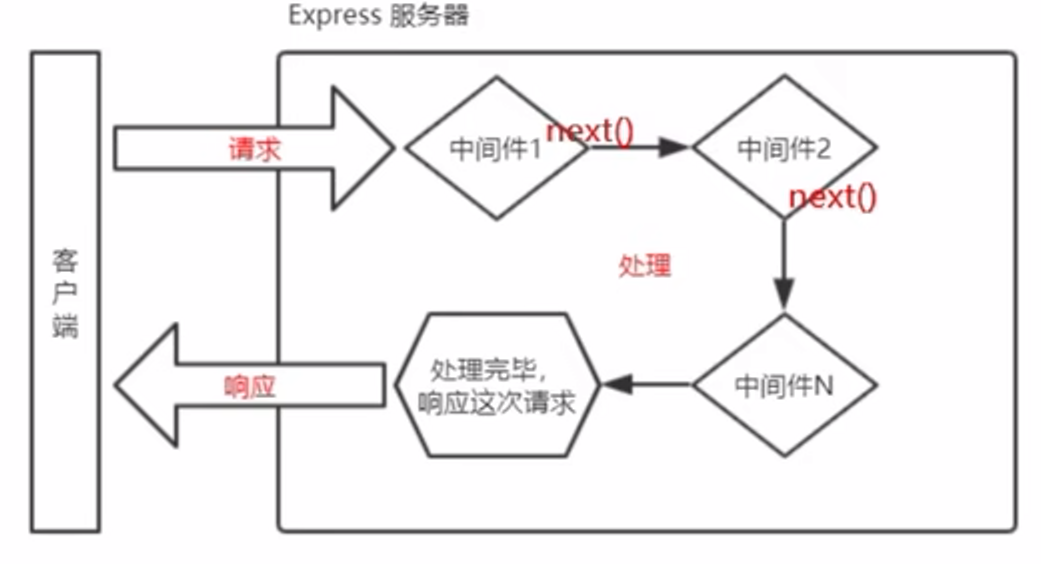 Express 服务器
请求
中间件1
next()
中间件2
next()
客
户
端
处理
响应
处理完毕，
响应这次请求
中间件N